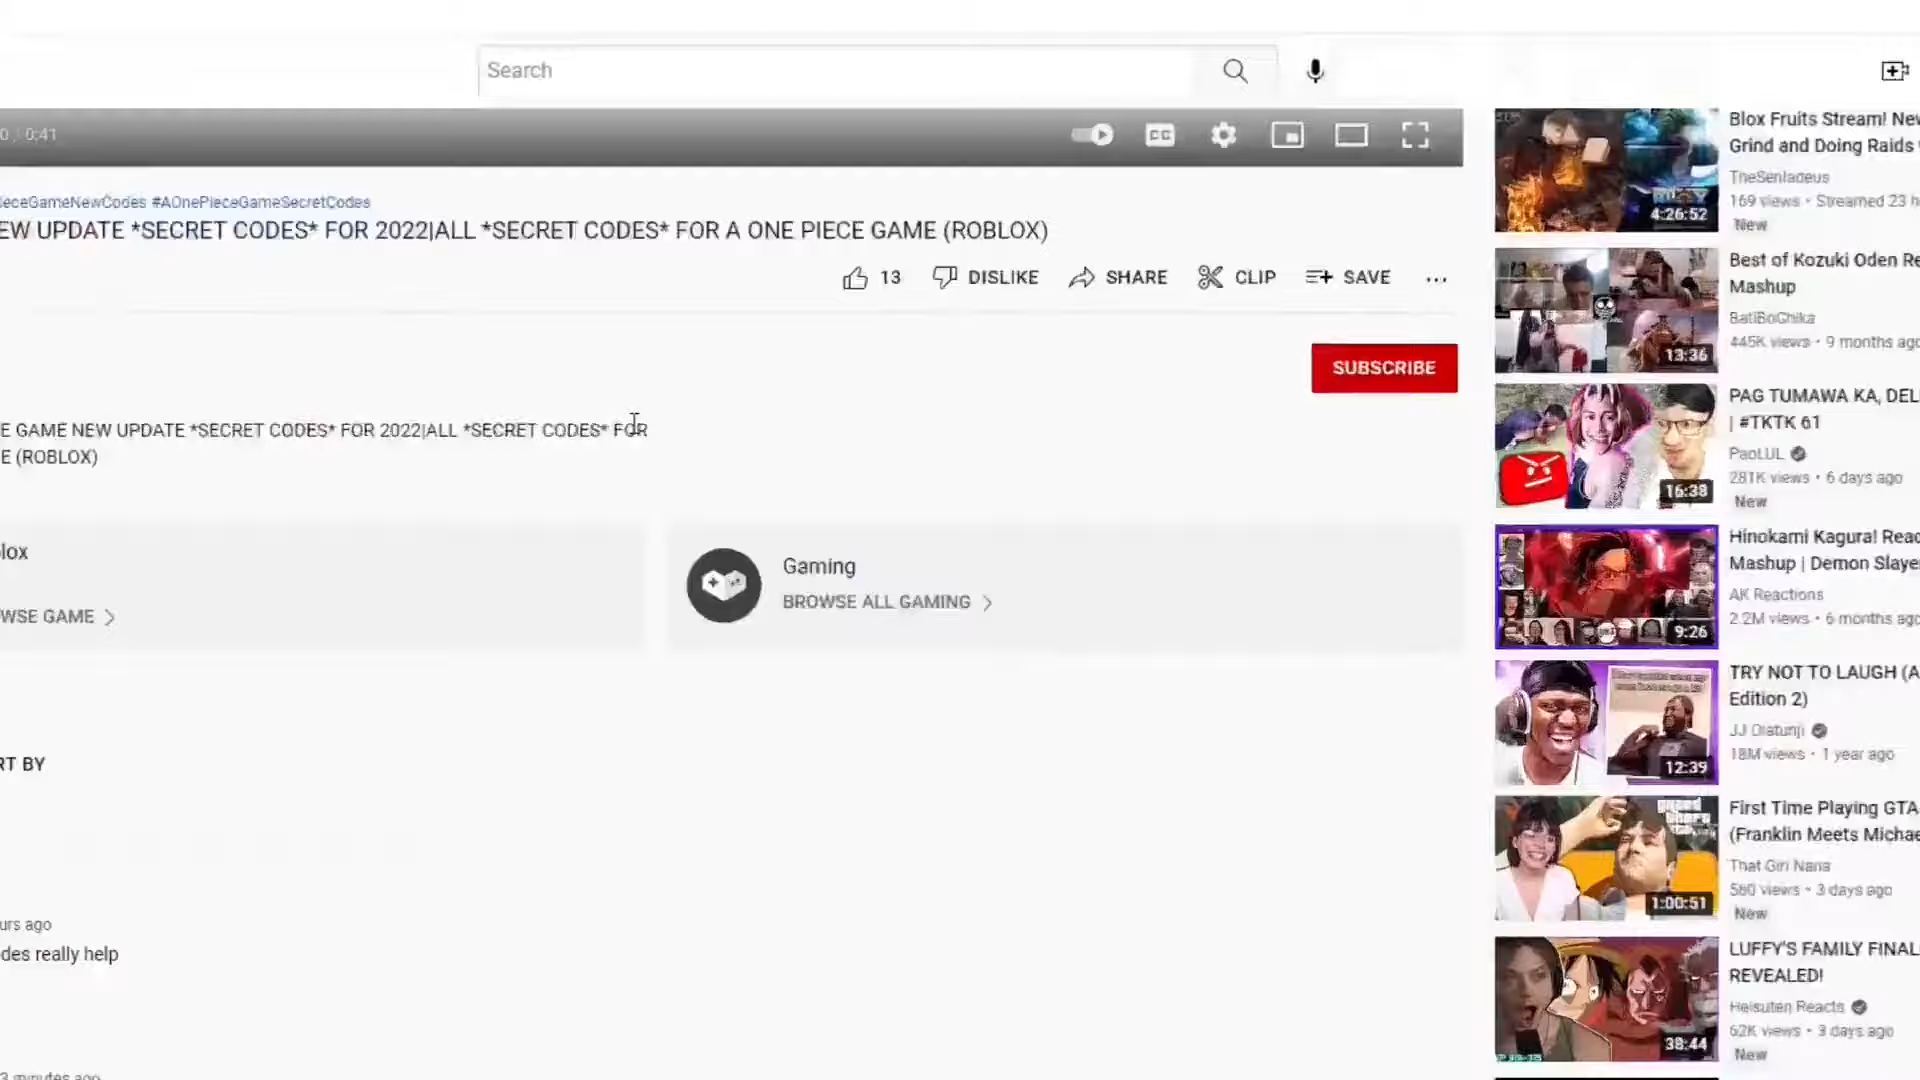 Search
0:41
CC
ieceGameNewCodes #AOnePieceGameSecretCodes
EW UPDATE *SECRET CODES* FOR 2022|ALL *SECRET CODES* FOR A ONE PIECE GAME (ROBLOX)
13 DISLIKE SHARE CLIP SAVE ...
SUBSCRIBE
E GAME NEW UPDATE *SECRET CODES* FOR 2022|ALL *SECRET CODES* FOR
E (ROBLOX)
lox
WSE GAME
Gaming
BROWSE ALL GAMING
RT BY
urs ago
des really help
3 minutes ago
Blox Fruits Stream! New
Grind and Doing Raids
TheSenladeus
169 views • Streamed 23 h
New
4:26:52
Best of Kozuki Oden Re
Mashup
BatiBoChika
445K views • 9 months ago
13:36
PAG TUMAWA KA, DEL
| #TKTK 61
PaoLUL
281K views • 6 days ago
New
16:38
Hinokami Kagura! Reac
Mashup | Demon Slaye
AK Reactions
2.2M views • 6 months ago
9:26
TRY NOT TO LAUGH (A
Edition 2)
JJ Olatunji
18M views • 1 year ago
12:39
First Time Playing GTA
(Franklin Meets Michae
That Girl Nana
560 views • 3 days ago
New
1:00:51
LUFFY'S FAMILY FINAL
REVEALED!
Heisuten Reacts
62K views • 3 days ago
New
38:44